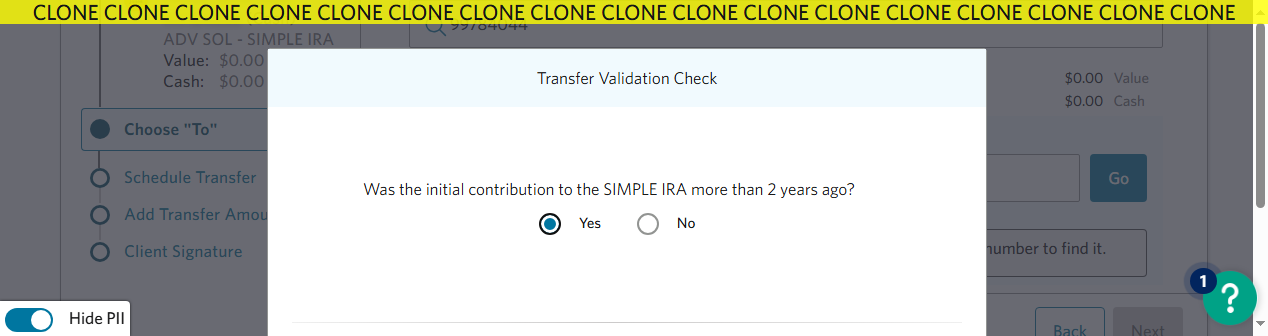 CLONE CLONE CLONE CLONE CLONE CLONE CLONE CLONE CLONE CLONE CLONE CLONE CLONE CLONE CLONE CLONE CLONE
ADV SOL - SIMPLE IRA
Value: $0.00
Cash: $0.00
Transfer Validation Check
$0.00 Value
$0.00 Cash
Choose "To"
Schedule Transfer
Go
Was the initial contribution to the SIMPLE IRA more than 2 years ago?
Yes No
Add Transfer Amou
Client Signature
number to find it.
1
?
Hide PII
Back Next